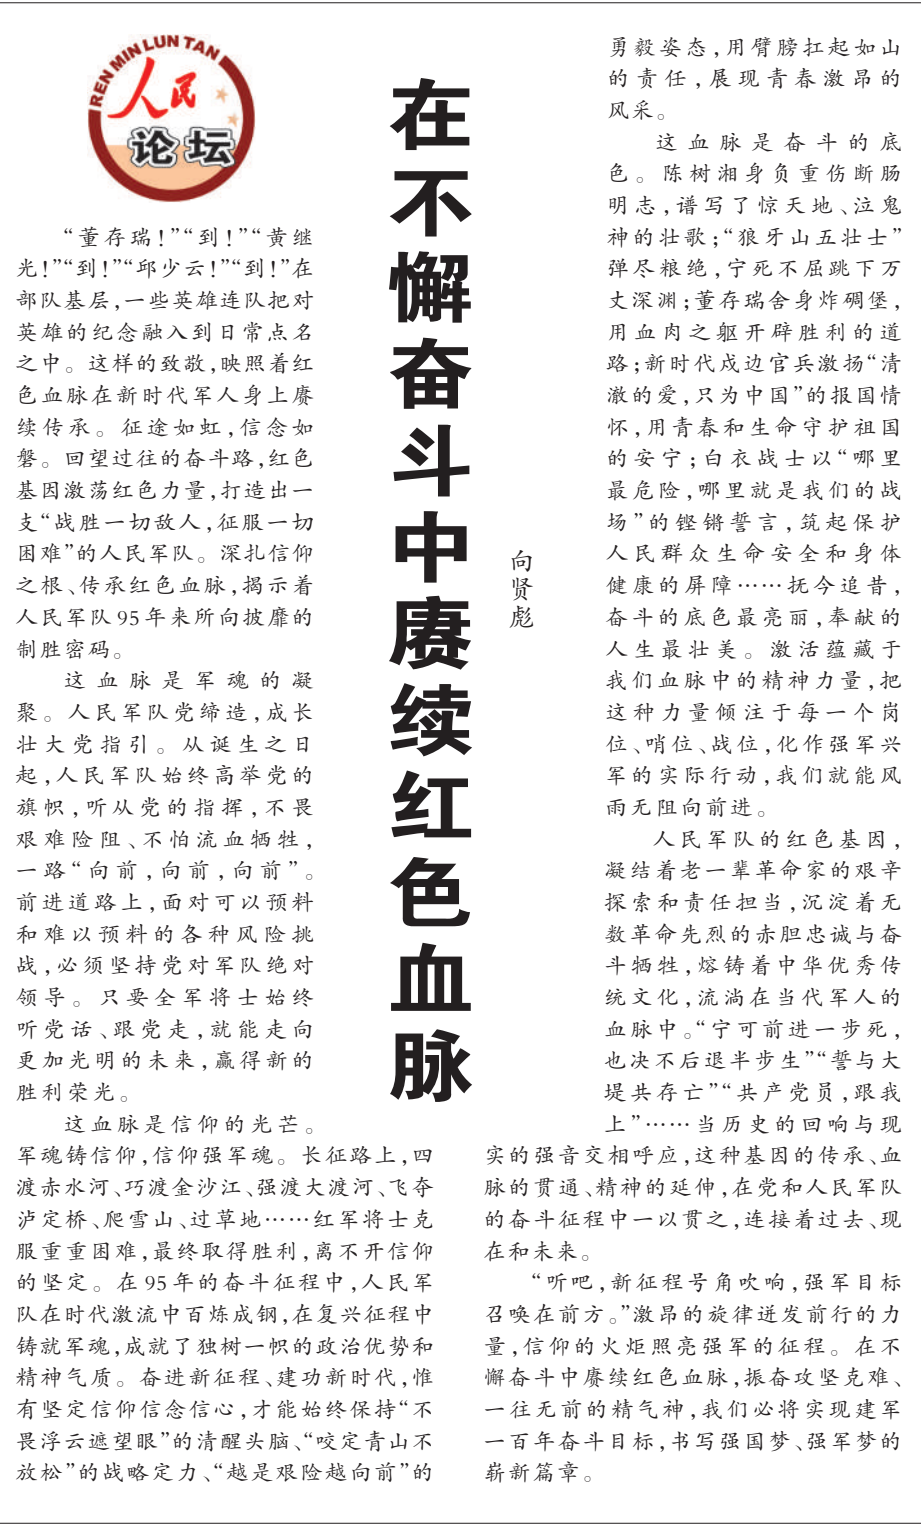 REN MIN LUN TAN
人民
论坛
在不懈奋斗中赓续红色血脉
向贤彪
“董存瑞！”“到！”“黄继
光！”“到！”“邱少云！”“到！”在
部队基层，一些英雄连队把对
英雄的纪念融入到日常点名
之中。这样的致敬，映照着红
色血脉在新时代军人身上赓
续传承。征途如虹，信念如
磐。回望过往的奋斗路，红色
基因激荡红色力量，打造出一
支“战胜一切敌人，征服一切
困难”的人民军队。深扎信仰
之根、传承红色血脉，揭示着
人民军队95年来所向披靡的
制胜密码。
这血脉是军魂的凝
聚。人民军队党缔造，成长
壮大党指引。从诞生之日
起，人民军队始终高举党的
旗帜，听从党的指挥，不畏
艰难险阻、不怕流血牺牲，
一路“向前，向前，向前”。
前进道路上，面对可以预料
和难以预料的各种风险挑
战，必须坚持党对军队绝对
领导。只要全军将士始终
听党话、跟党走，就能走向
更加光明的未来，赢得新的
胜利荣光。
这血脉是信仰的光芒。
军魂铸信仰，信仰强军魂。长征路上，四
渡赤水河、巧渡金沙江、强渡大渡河、飞夺
泸定桥、爬雪山、过草地……红军将士克
服重重困难，最终取得胜利，离不开信仰
的坚定。在95年的奋斗征程中，人民军
队在时代激流中百炼成钢，在复兴征程中
铸就军魂，成就了独树一帜的政治优势和
精神气质。奋进新征程、建功新时代，惟
有坚定信仰信念信心，才能始终保持“不
畏浮云遮望眼”的清醒头脑、“咬定青山不
放松”的战略定力、“越是艰险越向前”的
勇毅姿态，用臂膀扛起如山
的责任，展现青春激昂的
风采。
这血脉是奋斗的底
色。陈树湘身负重伤断肠
明志，谱写了惊天地、泣鬼
神的壮歌；“狼牙山五壮士”
弹尽粮绝，宁死不屈跳下万
丈深渊；董存瑞舍身炸碉堡，
用血肉之躯开辟胜利的道
路；新时代戍边官兵激扬“清
澈的爱，只为中国”的报国情
怀，用青春和生命守护祖国
的安宁；白衣战士以“哪里
最危险，哪里就是我们的战
场”的铿锵誓言，筑起保护
人民群众生命安全和身体
健康的屏障……抚今追昔，
奋斗的底色最亮丽，奉献的
人生最壮美。激活蕴藏于
我们血脉中的精神力量，把
这种力量倾注于每一个岗
位、哨位、战位，化作强军兴
军的实际行动，我们就能风
雨无阻向前进。
人民军队的红色基因，
凝结着老一辈革命家的艰辛
探索和责任担当，沉淀着无
数革命先烈的赤胆忠诚与奋
斗牺牲，熔铸着中华优秀传
统文化，流淌在当代军人的
血脉中。“宁可前进一步死，
也决不后退半步生”“誓与大
堤共存亡”“共产党员，跟我
上”……当历史的回响与现
实的强音交相呼应，这种基因的传承、血
脉的贯通、精神的延伸，在党和人民军队
的奋斗征程中一以贯之，连接着过去、现
在和未来。
“听吧，新征程号角吹响，强军目标
召唤在前方。”激昂的旋律迸发前行的力
量，信仰的火炬照亮强军的征程。在不
懈奋斗中赓续红色血脉，振奋攻坚克难、
一往无前的精气神，我们必将实现建军
一百年奋斗目标，书写强国梦、强军梦的
崭新篇章。